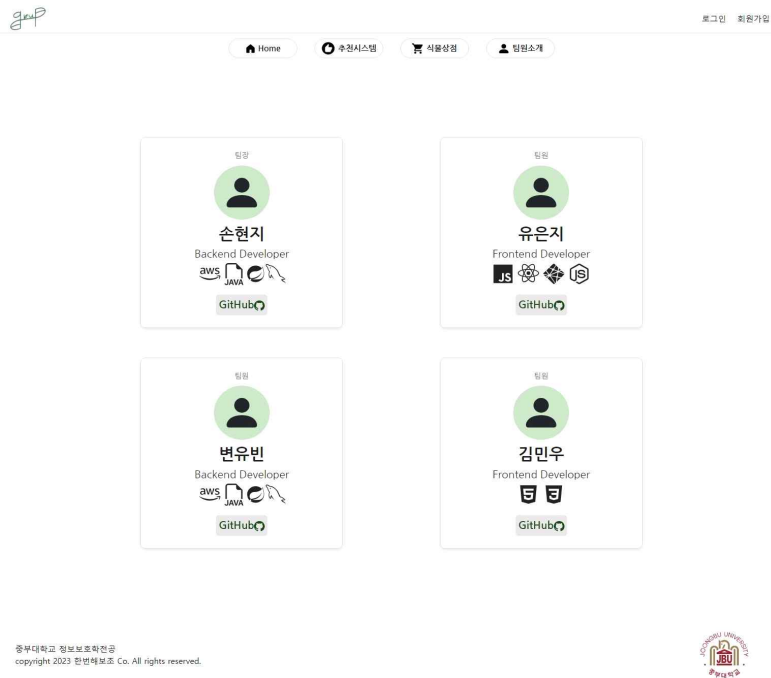 로그인 회원가입
Home 추천시스템 식물상점 팀원소개
팀장
손현지
Backend Developer
aws JAVA
GitHub
팀원
유은지
Frontend Developer
JS JS
GitHub
팀원
변유빈
Backend Developer
aws JAVA
GitHub
팀원
김민우
Frontend Developer
5 3
GitHub
중부대학교 정보보호학전공
copyright 2023 한번해보조 Co. All rights reserved.
JOONGBU UNIVERSITY
JBU
중부대학교